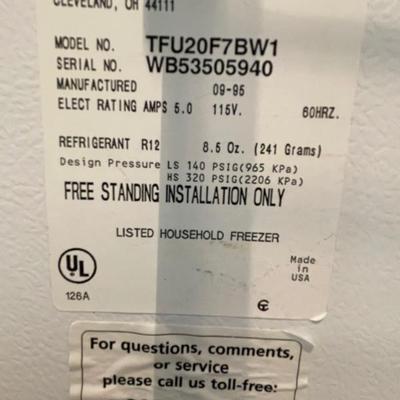 CLEVELAND, OH 44111
MODEL NO. TFU20F7BW1
SERIAL NO. WB53505940
MANUFACTURED 09-95
ELECT RATING AMPS 5.0 115V. 60HRZ.
REFRIGERANT R12 8.5 Oz. (241 Grams)
Design Pressure LS 140 PSIG(965 KPa)
HS 320 PSIG(2206 KPa)
FREE STANDING INSTALLATION ONLY
LISTED HOUSEHOLD FREEZER
UL
126A
Made
in
USA
For questions, comments,
or service
please call us toll-free: